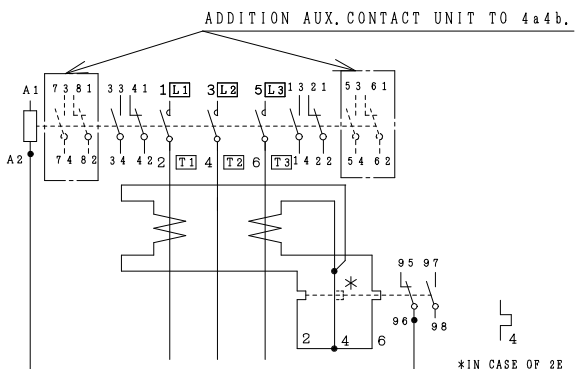 ADDITION AUX. CONTACT UNIT TO 4a4b.
A1 73 81 33 41 1 L1 3 L2 5 L3 13 21 53 61
A2 74 82 34 42 2 T1 4 T2 6 T3 14 22 54 62
95 97
*
96 98
2 4 6 4
*IN CASE OF 2E